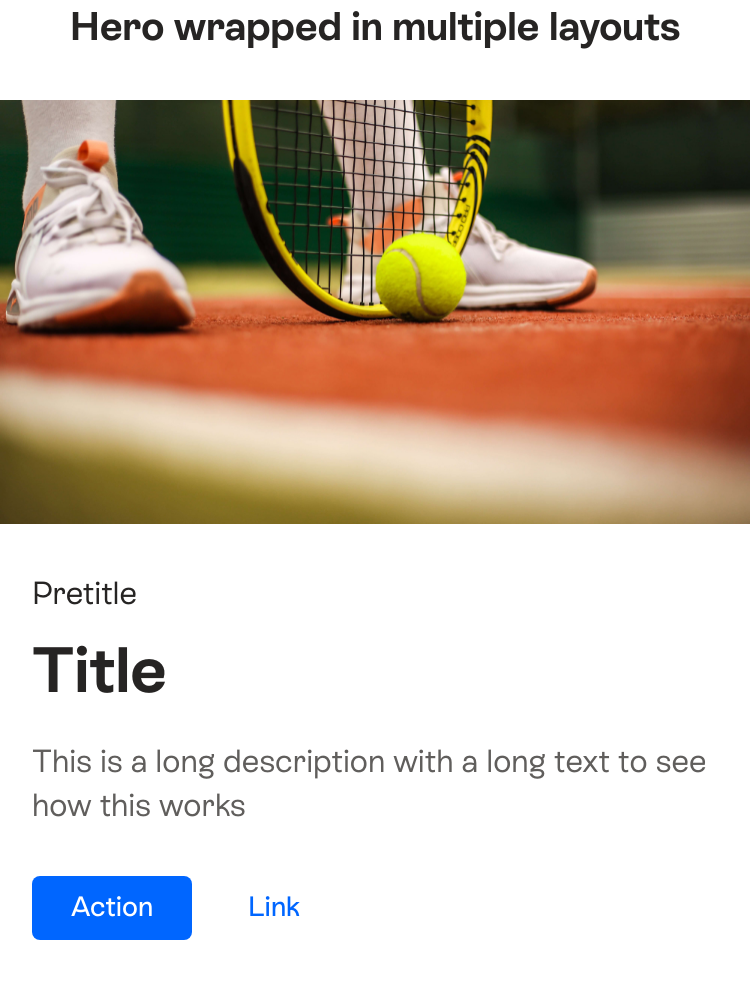 Hero wrapped in multiple layouts
Pretitle
Title
This is a long description with a long text to see
how this works
Action
Link